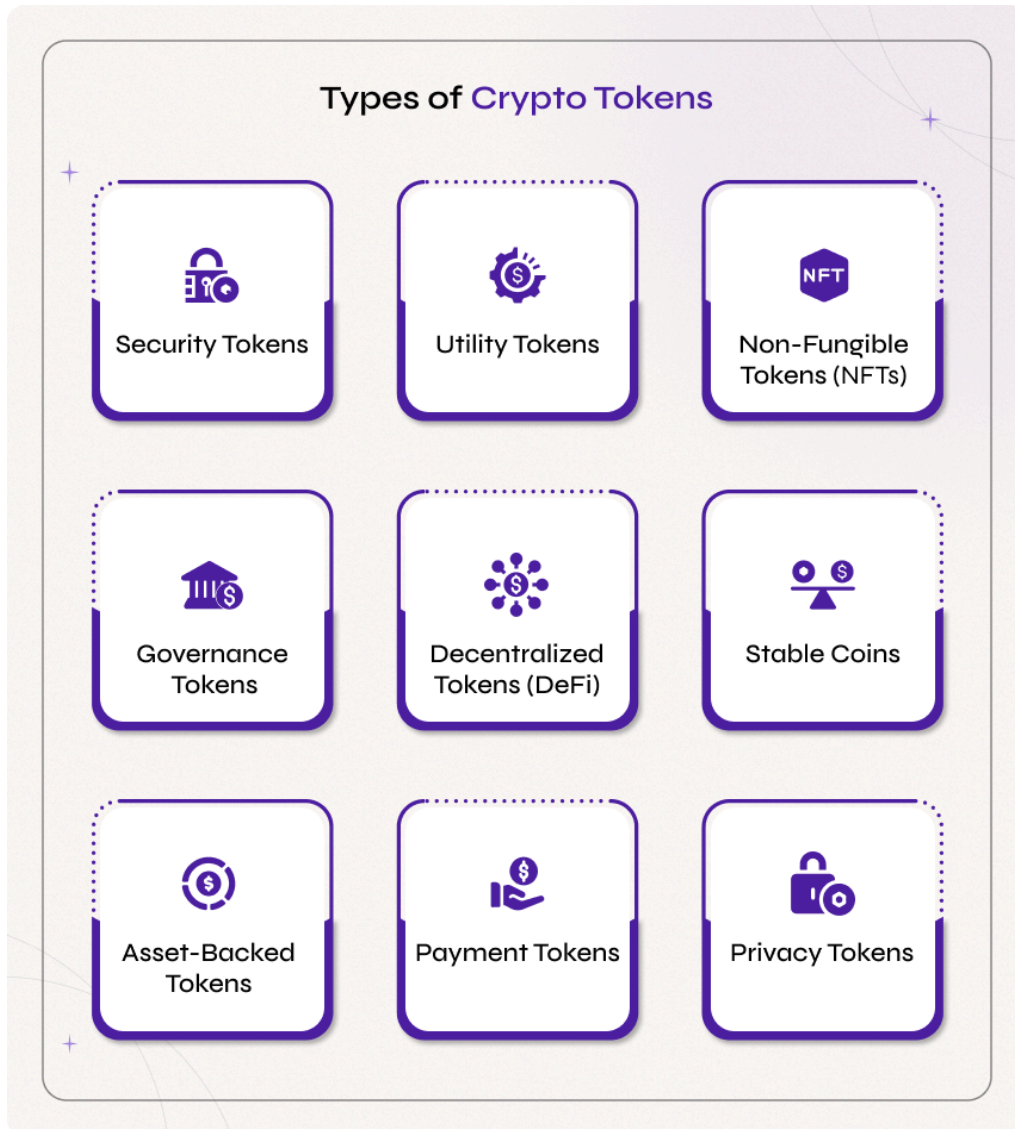 Types of Crypto Tokens
$
NFT
Security Tokens
Utility Tokens
Non-Fungible
Tokens (NFTs)
$
$
$
Governance
Tokens
Decentralized
Tokens (DeFi)
Stable Coins
$
$
Asset-Backed
Tokens
Payment Tokens
Privacy Tokens